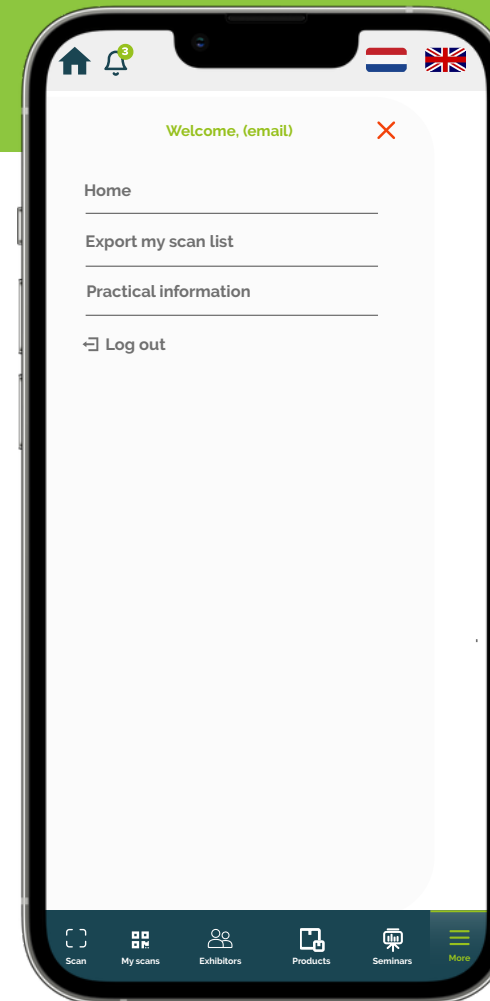 3
Welcome, (email)
Home
Export my scan list
Practical information
Log out
Scan
My scans
Exhibitors
Products
Seminars
More